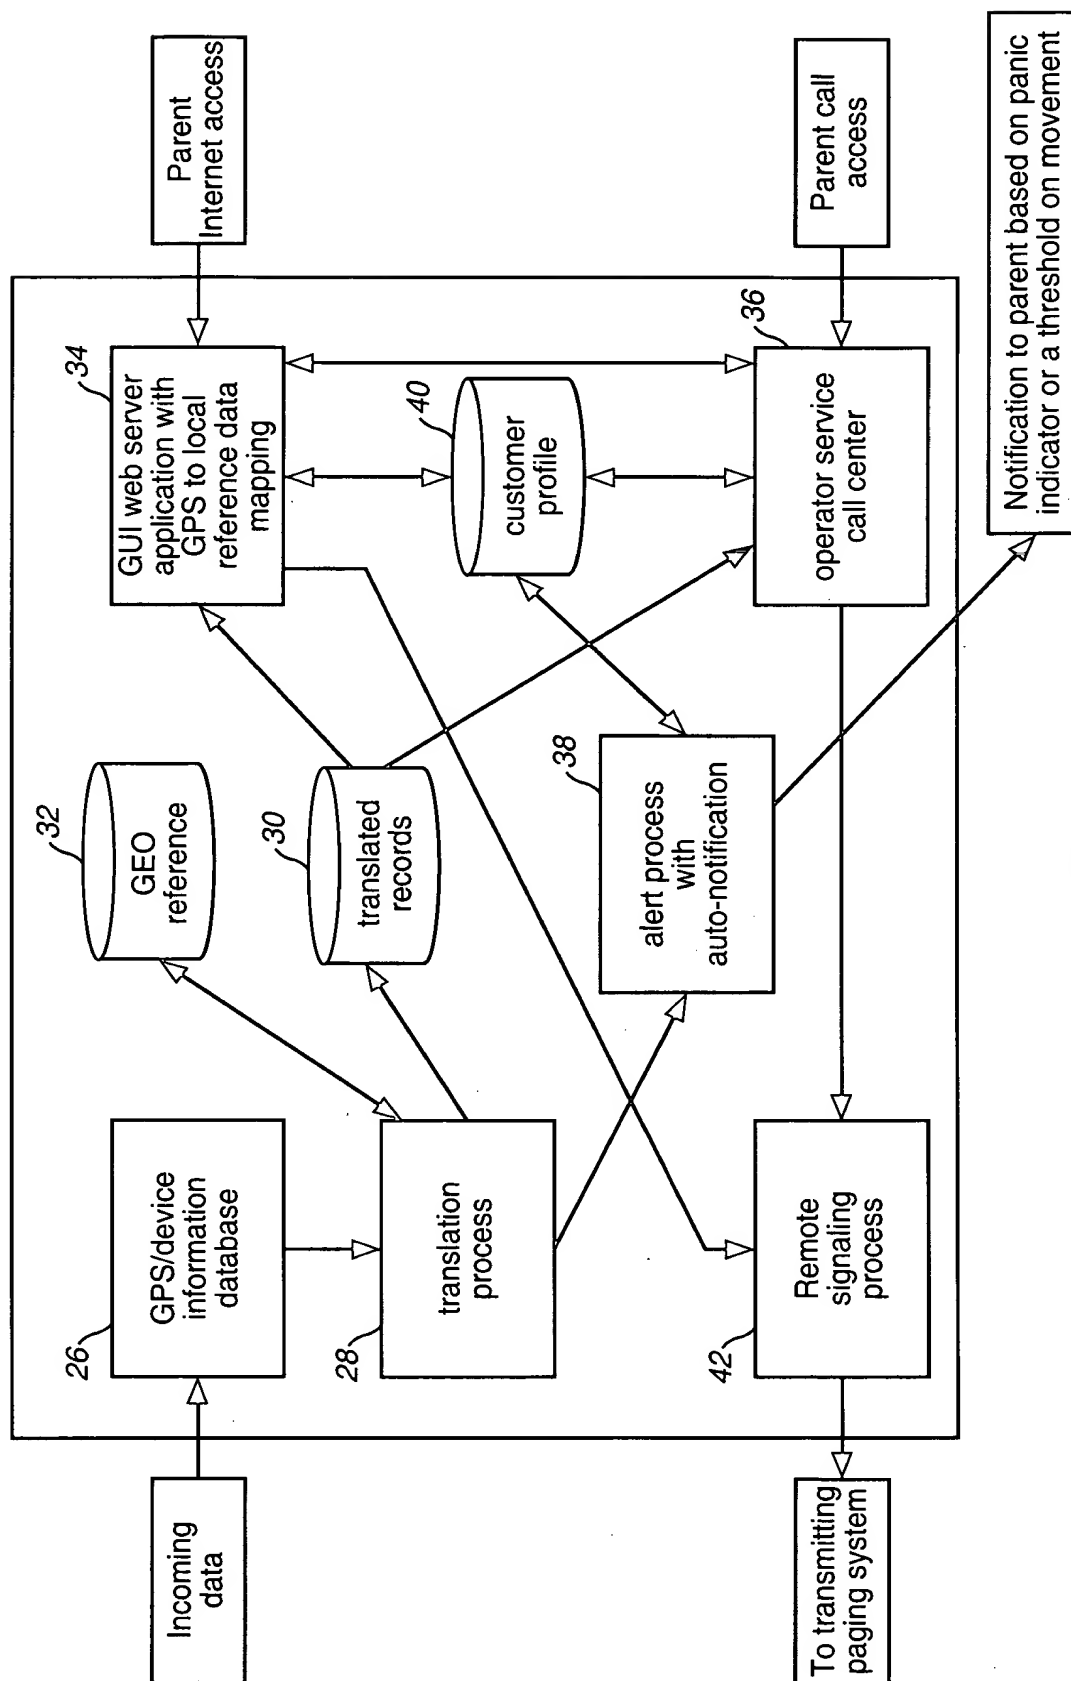 Incoming
data
26
GPS/device
information
database
32
GEO
reference
34
GUI web server
application with
GPS to local
reference data
mapping
Parent
Internet access
28
translation
process
30
translated
records
40
customer
profile
38
alert process
with
auto-notification
36
operator service
call center
Parent call
access
42
Remote
signaling
process
To transmitting
paging system
Notification to parent based on panic
indicator or a threshold on movement